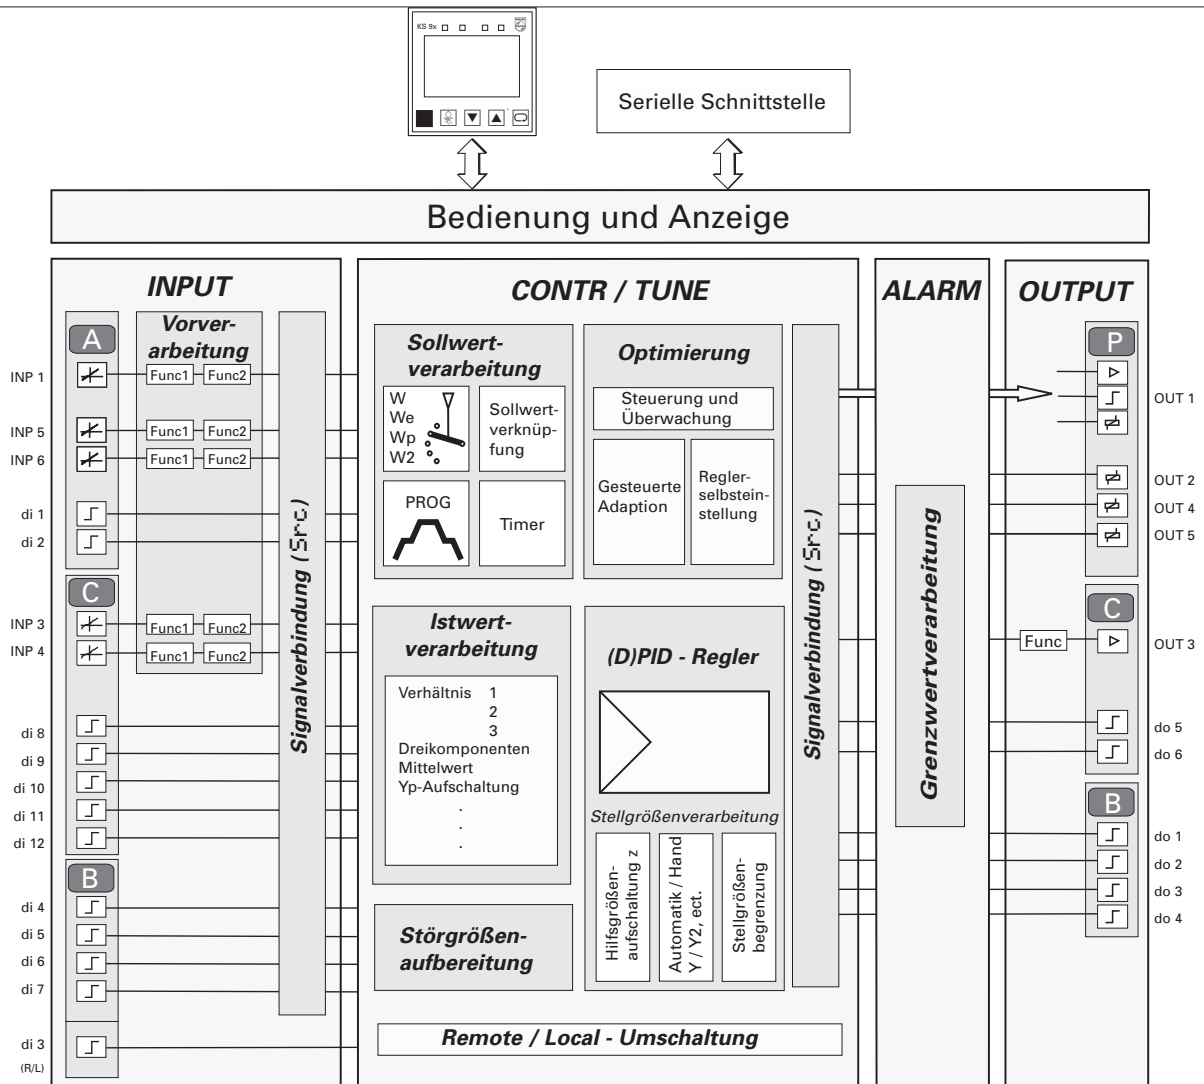 KS 9x
Serielle Schnittstelle
Bedienung und Anzeige
INPUT
A
Vorver-
arbeitung
INP 1
Func1
Func2
INP 5
Func1
Func2
INP 6
Func1
Func2
di 1
di 2
C
INP 3
Func1
Func2
INP 4
Func1
Func2
di 8
di 9
di 10
di 11
di 12
B
di 4
di 5
di 6
di 7
di 3
(R/L)
Signalverbindung (Src)
CONTR / TUNE
Sollwert-
verarbeitung
W
We
Wp
W2
Sollwert-
verknüp-
fung
PROG
Timer
Optimierung
Steuerung und
Überwachung
Gesteuerte
Adaption
Regler-
selbstein-
stellung
Istwert-
verarbeitung
Verhältnis 1
2
3
Dreikomponenten
Mittelwert
Yp-Aufschaltung
.
.
.
(D)PID - Regler
Stellgrößenverarbeitung
Hilfsgrößen-
aufschaltung z
Automatik / Hand
Y / Y2, ect.
Stellgrößen-
begrenzung
Störgrößen-
aufbereitung
Signalverbindung (Src)
Remote / Local - Umschaltung
ALARM
Grenzwertverarbeitung
OUTPUT
P
OUT 1
OUT 2
OUT 4
OUT 5
C
Func
OUT 3
do 5
do 6
B
do 1
do 2
do 3
do 4